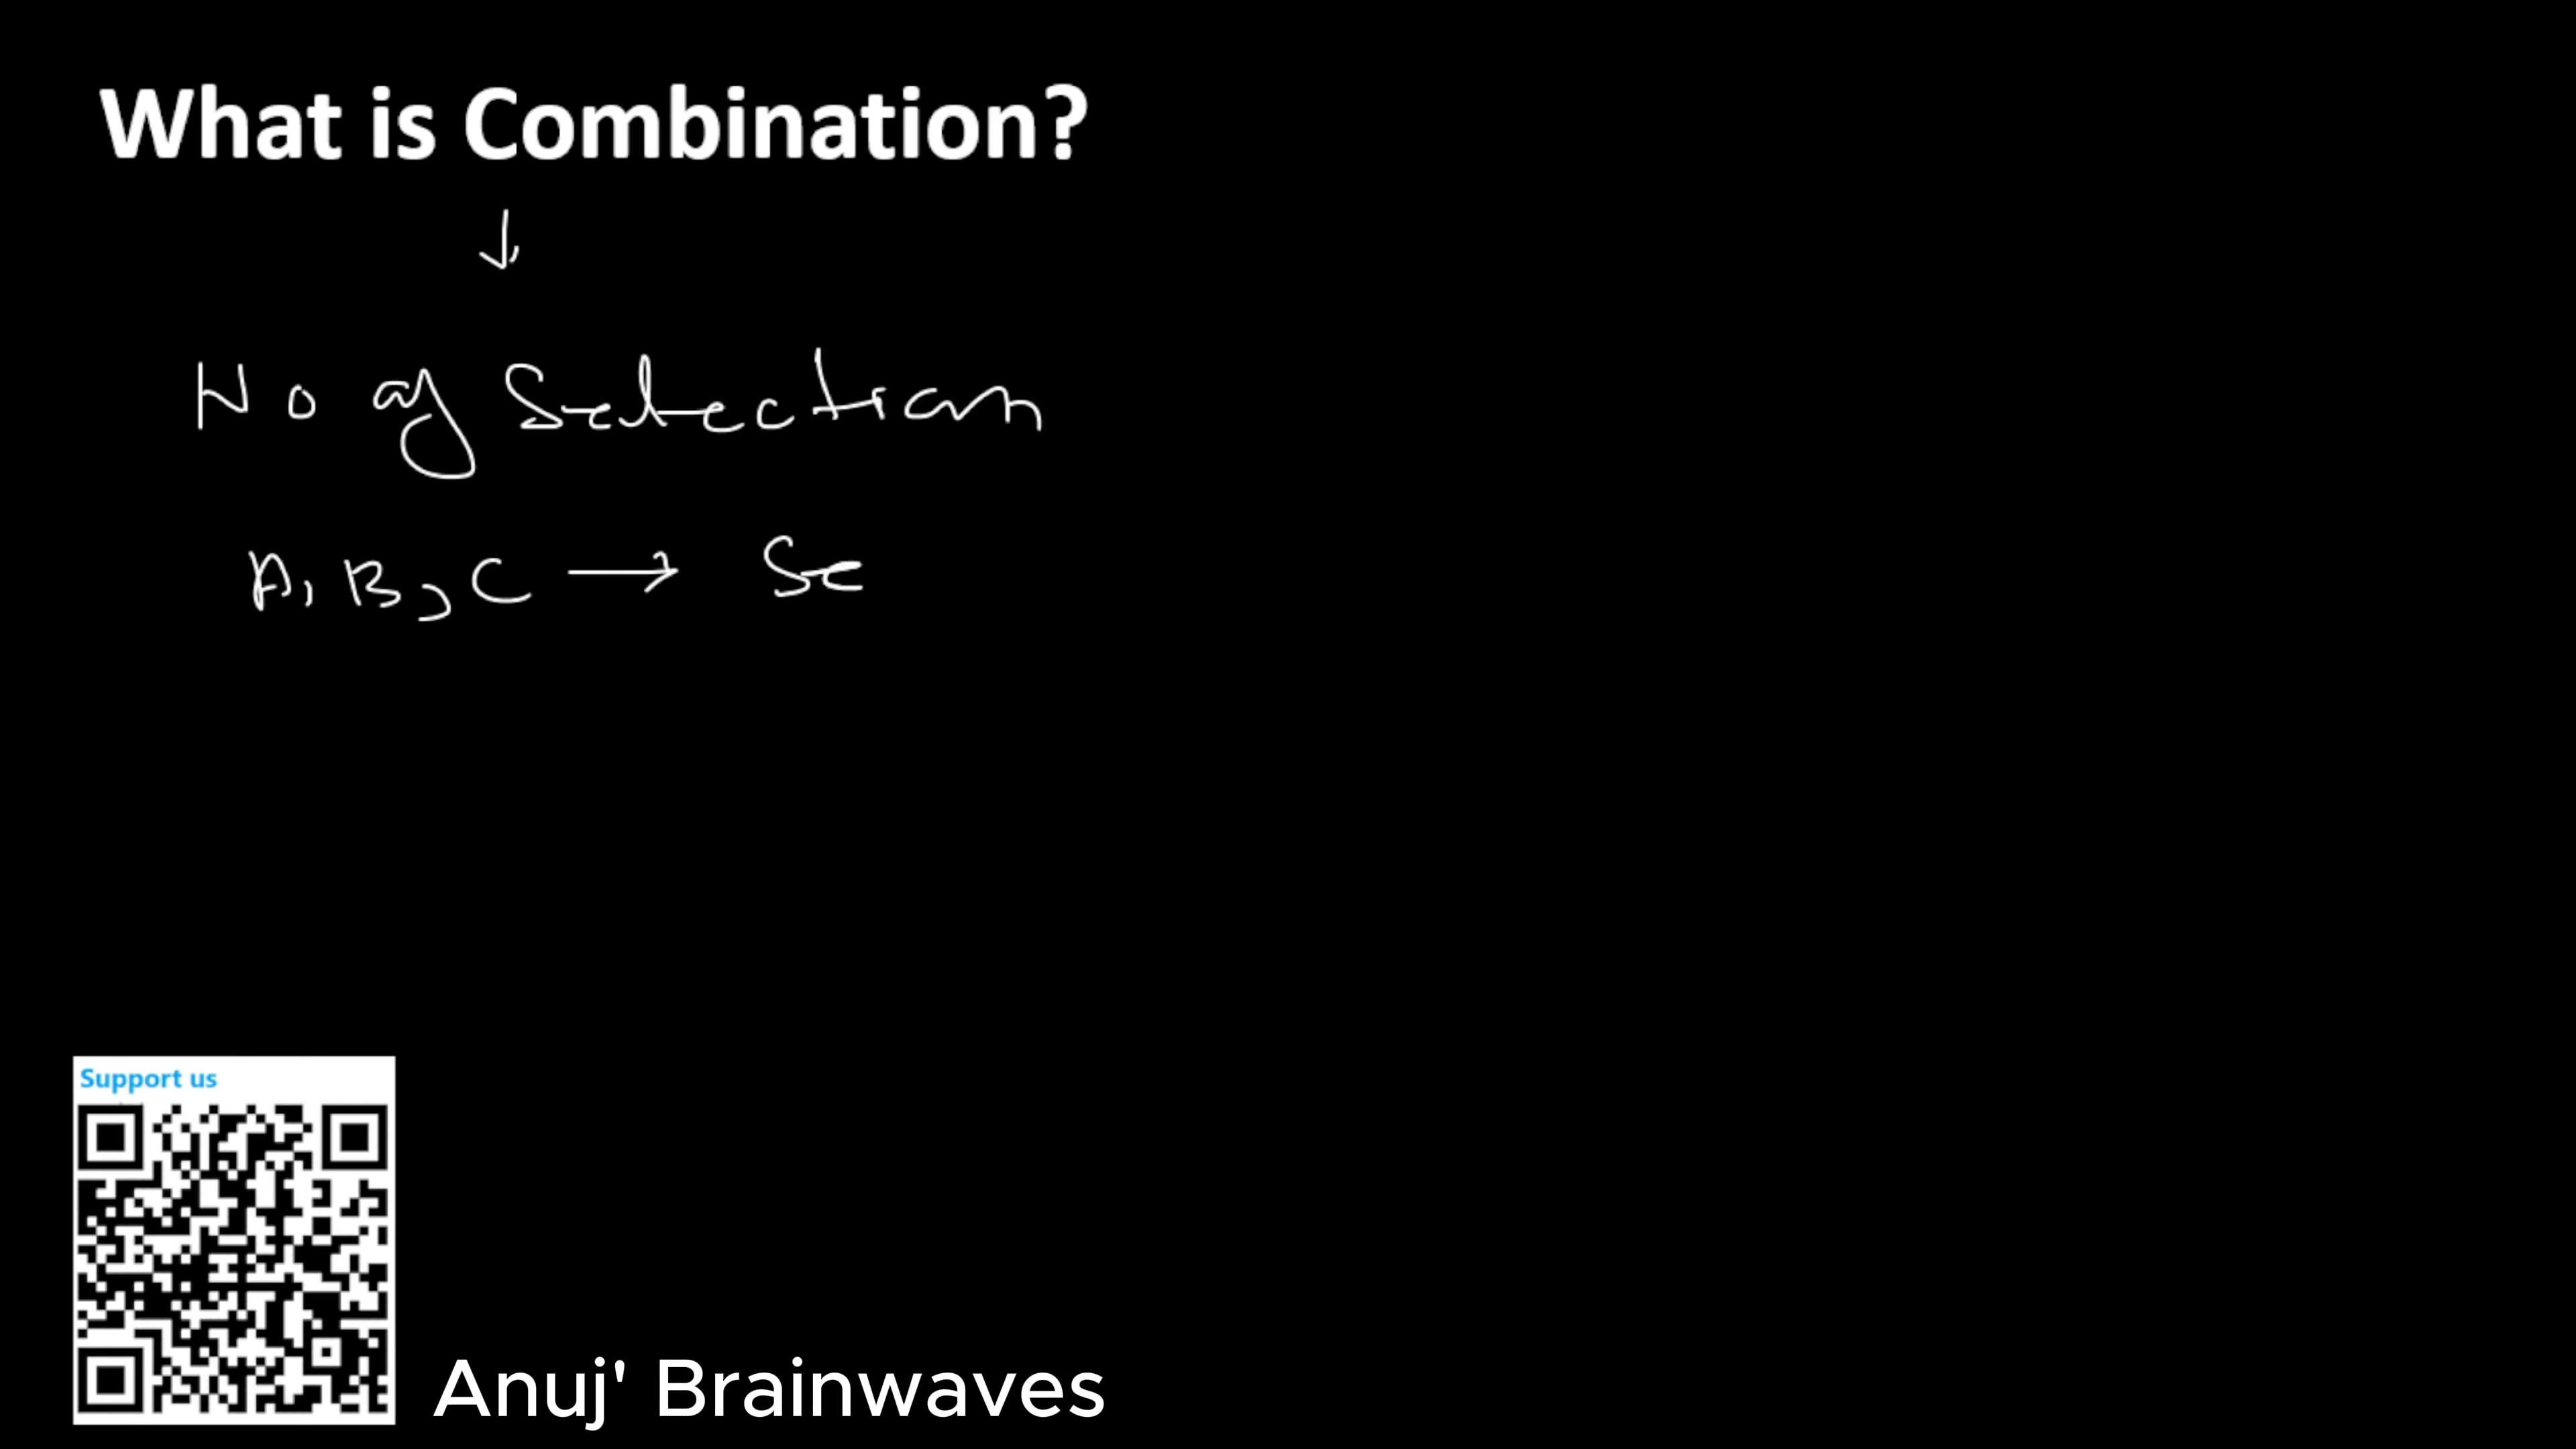 What is Combination?
No of Selection
A, B, C → Se
Support us
Anuj' Brainwaves